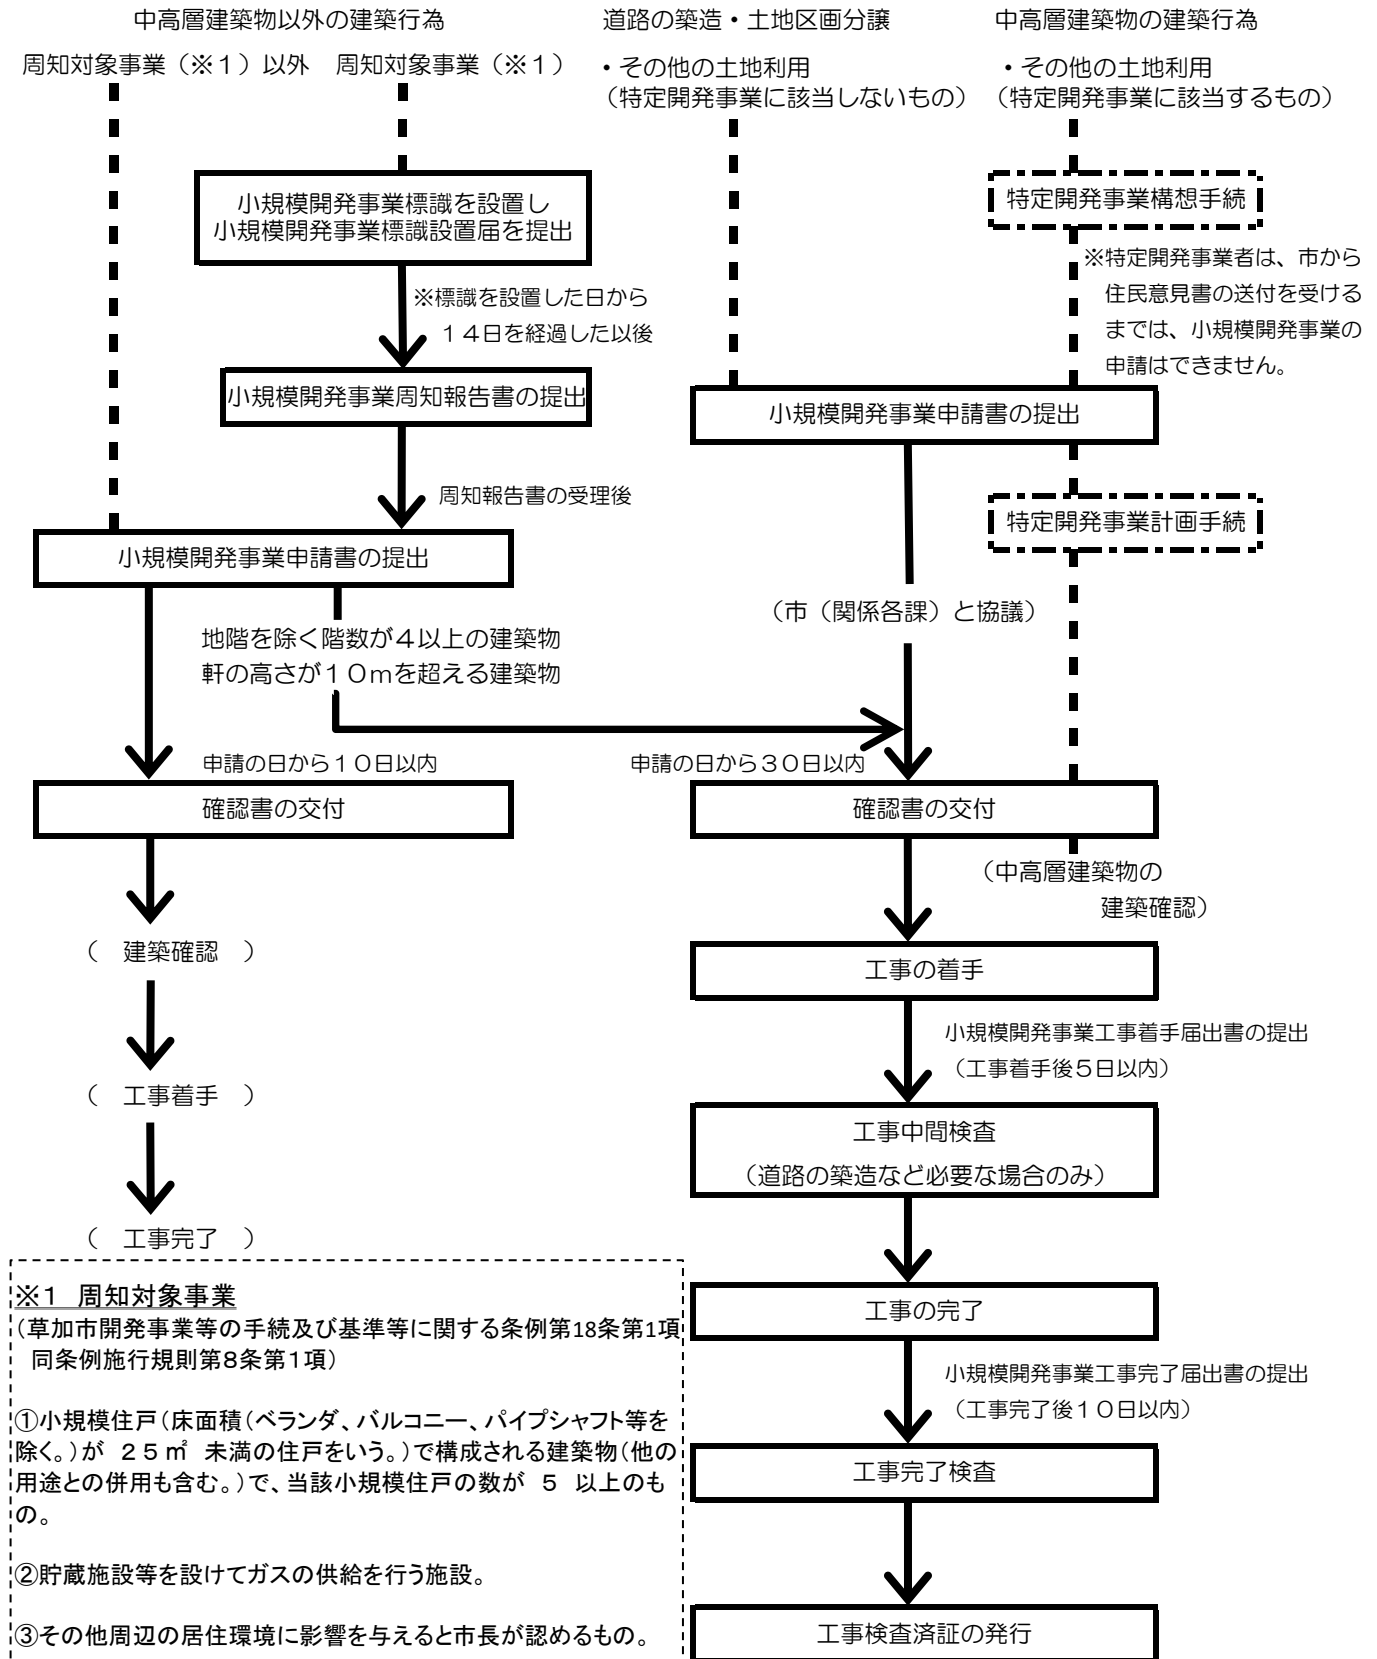 中高層建築物以外の建築行為
周知対象事業（※１）以外
周知対象事業（※１）
小規模開発事業標識を設置し
小規模開発事業標識設置届を提出
※標識を設置した日から
１４日を経過した以後
小規模開発事業周知報告書の提出
周知報告書の受理後
小規模開発事業申請書の提出
地階を除く階数が４以上の建築物
軒の高さが１０ｍを超える建築物
申請の日から１０日以内
確認書の交付
（　建築確認　）
（　工事着手　）
（　工事完了　）
道路の築造・土地区画分譲
・その他の土地利用
（特定開発事業に該当しないもの）
中高層建築物の建築行為
・その他の土地利用
（特定開発事業に該当するもの）
特定開発事業構想手続
※特定開発事業者は、市から
住民意見書の送付を受ける
までは、小規模開発事業の
申請はできません。
小規模開発事業申請書の提出
特定開発事業計画手続
（市（関係各課）と協議）
申請の日から３０日以内
確認書の交付
（中高層建築物の
建築確認）
工事の着手
小規模開発事業工事着手届出書の提出
（工事着手後５日以内）
工事中間検査
（道路の築造など必要な場合のみ）
工事の完了
小規模開発事業工事完了届出書の提出
（工事完了後１０日以内）
工事完了検査
工事検査済証の発行
※１　周知対象事業
（草加市開発事業等の手続及び基準等に関する条例第18条第１項
同条例施行規則第８条第１項）
①小規模住戸（床面積（ベランダ、バルコニー、パイプシャフト等を
除く。）が　２５㎡　未満の住戸をいう。）で構成される建築物（他の
用途との併用も含む。）で、当該小規模住戸の数が　５　以上のも
の。
②貯蔵施設等を設けてガスの供給を行う施設。
③その他周辺の居住環境に影響を与えると市長が認めるもの。